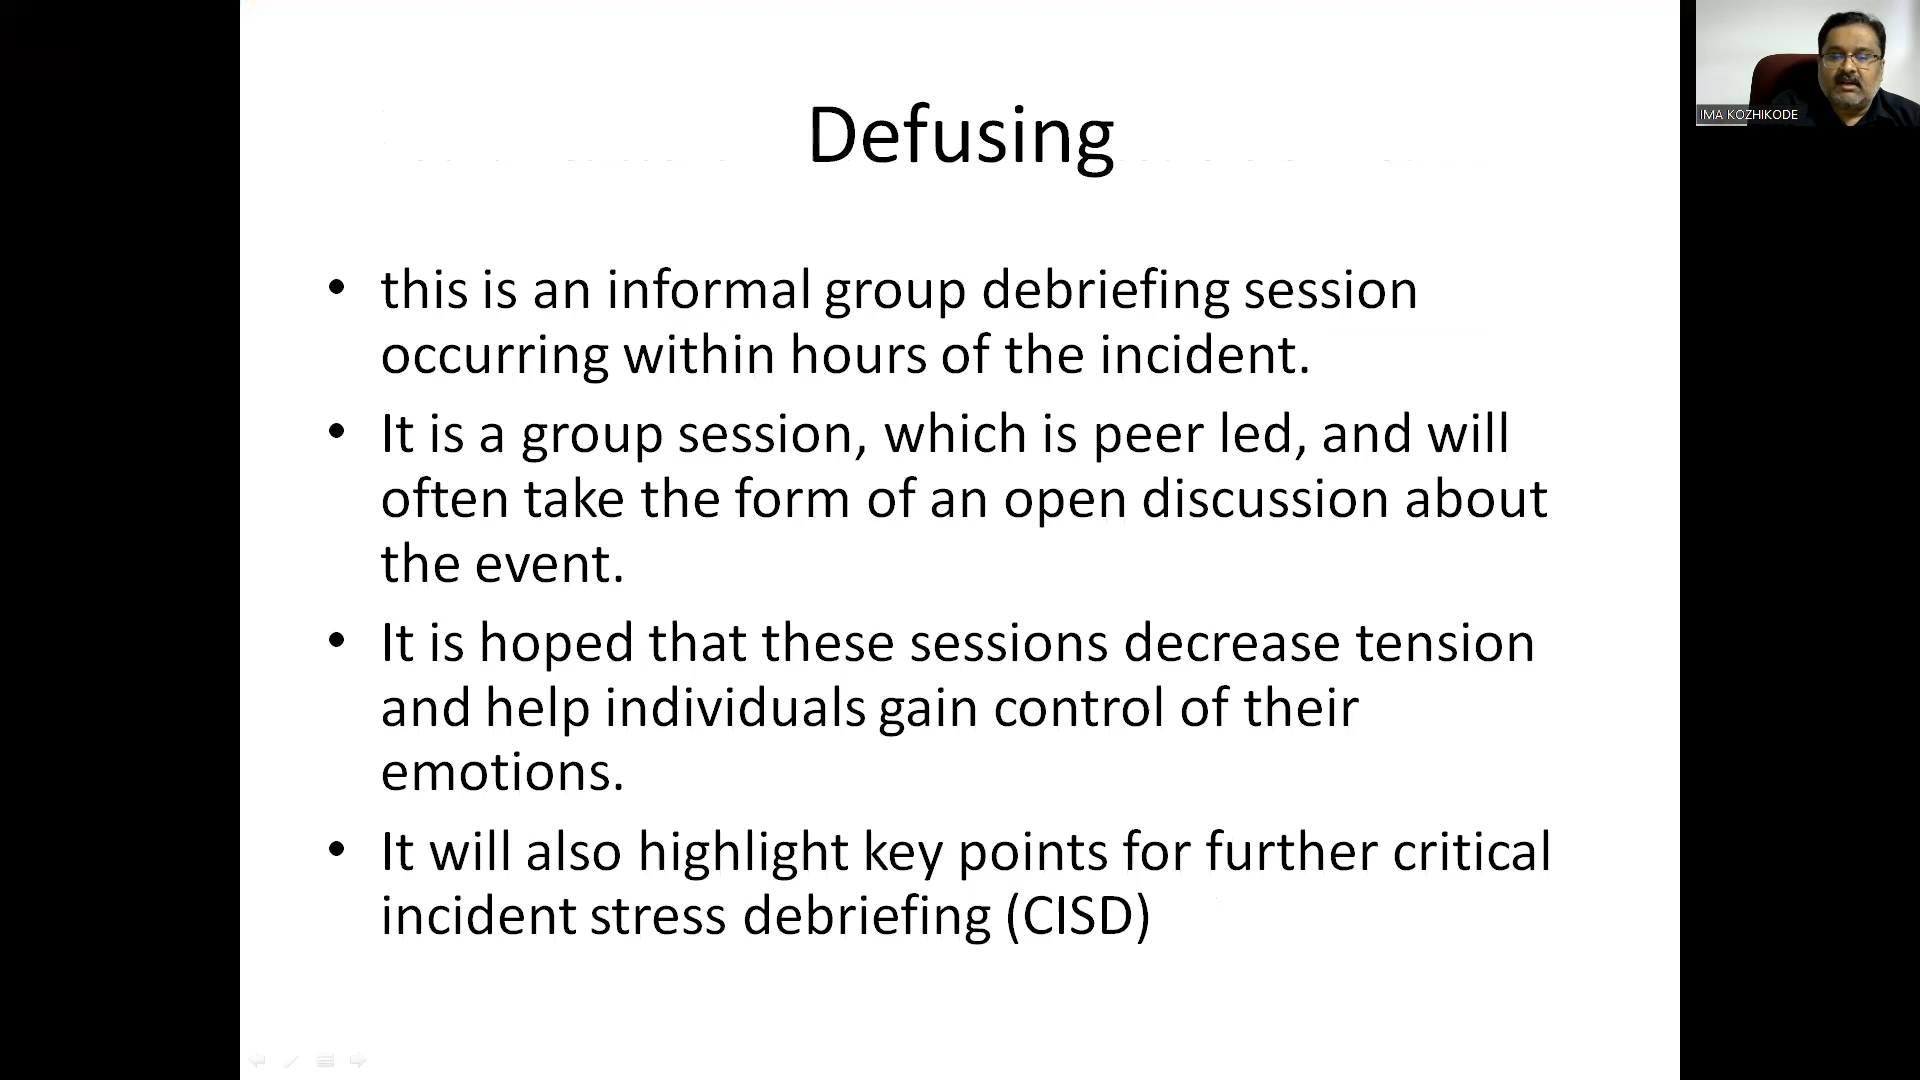 Defusing
• this is an informal group debriefing session
occurring within hours of the incident.
• It is a group session, which is peer led, and will
often take the form of an open discussion about
the event.
• It is hoped that these sessions decrease tension
and help individuals gain control of their
emotions.
• It will also highlight key points for further critical
incident stress debriefing (CISD)
IMA KOZHIKODE